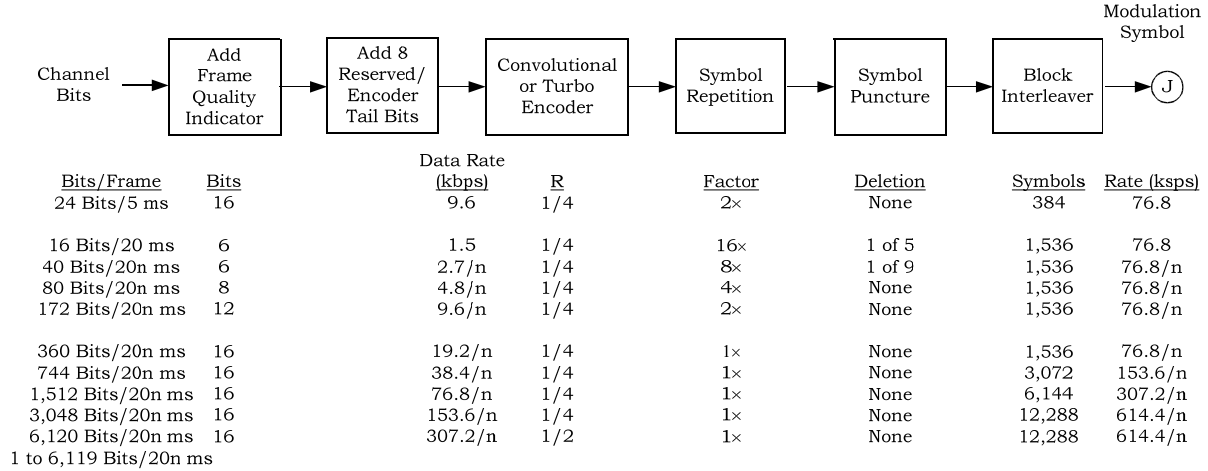 Modulation
Symbol
Channel
Bits
Add
Frame
Quality
Indicator
Add 8
Reserved/
Encoder
Tail Bits
Convolutional
or Turbo
Encoder
Symbol
Repetition
Symbol
Puncture
Block
Interleaver
J
Data Rate
Bits/Frame Bits (kbps) R Factor Deletion Symbols Rate (ksps)
24 Bits/5 ms 16 9.6 1/4 2× None 384 76.8
16 Bits/20 ms 6 1.5 1/4 16× 1 of 5 1,536 76.8
40 Bits/20n ms 6 2.7/n 1/4 8× 1 of 9 1,536 76.8/n
80 Bits/20n ms 8 4.8/n 1/4 4× None 1,536 76.8/n
172 Bits/20n ms 12 9.6/n 1/4 2× None 1,536 76.8/n
360 Bits/20n ms 16 19.2/n 1/4 1× None 1,536 76.8/n
744 Bits/20n ms 16 38.4/n 1/4 1× None 3,072 153.6/n
1,512 Bits/20n ms 16 76.8/n 1/4 1× None 6,144 307.2/n
3,048 Bits/20n ms 16 153.6/n 1/4 1× None 12,288 614.4/n
6,120 Bits/20n ms 16 307.2/n 1/2 1× None 12,288 614.4/n
1 to 6,119 Bits/20n ms